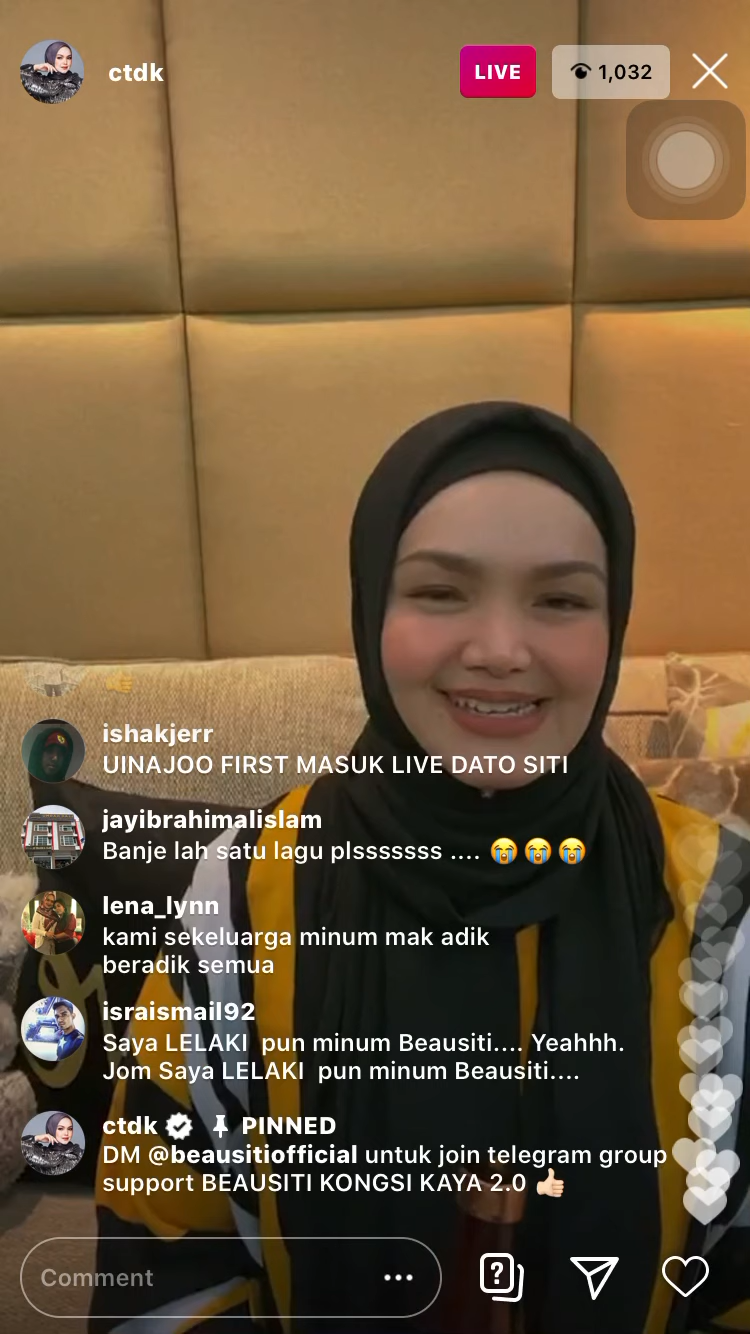 ctdk
LIVE
1,032
ishakjerr
UINAJOO FIRST MASUK LIVE DATO SITI
jayibrahimalislam
Banje lah satu lagu plsssssss .... 😭😭😭
lena_lynn
kami sekeluarga minum mak adik
beradik semua
israismail92
Saya LELAKI pun minum Beausiti.... Yeahhh.
Jom Saya LELAKI pun minum Beausiti....
ctdk PINNED
DM @beausitiofficial untuk join telegram group
support BEAUSITI KONGSI KAYA 2.0 👍🏻
Comment